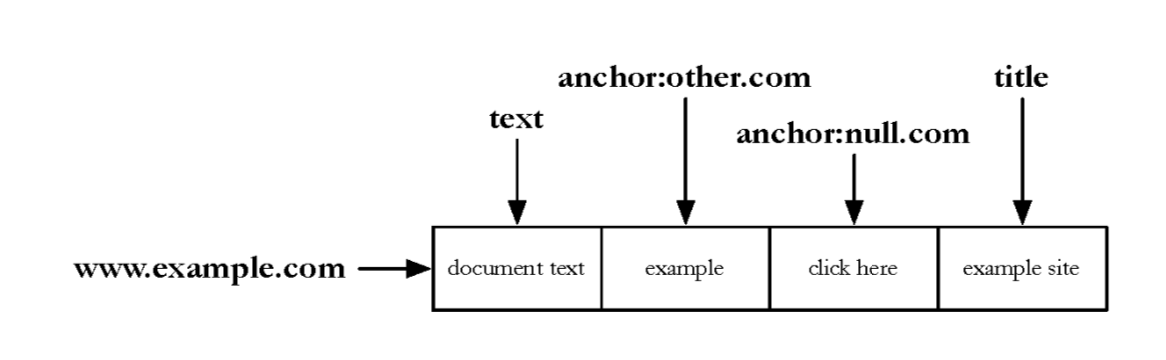 anchor:other.com
title
text
anchor:null.com
www.example.com
document text
example
click here
example site